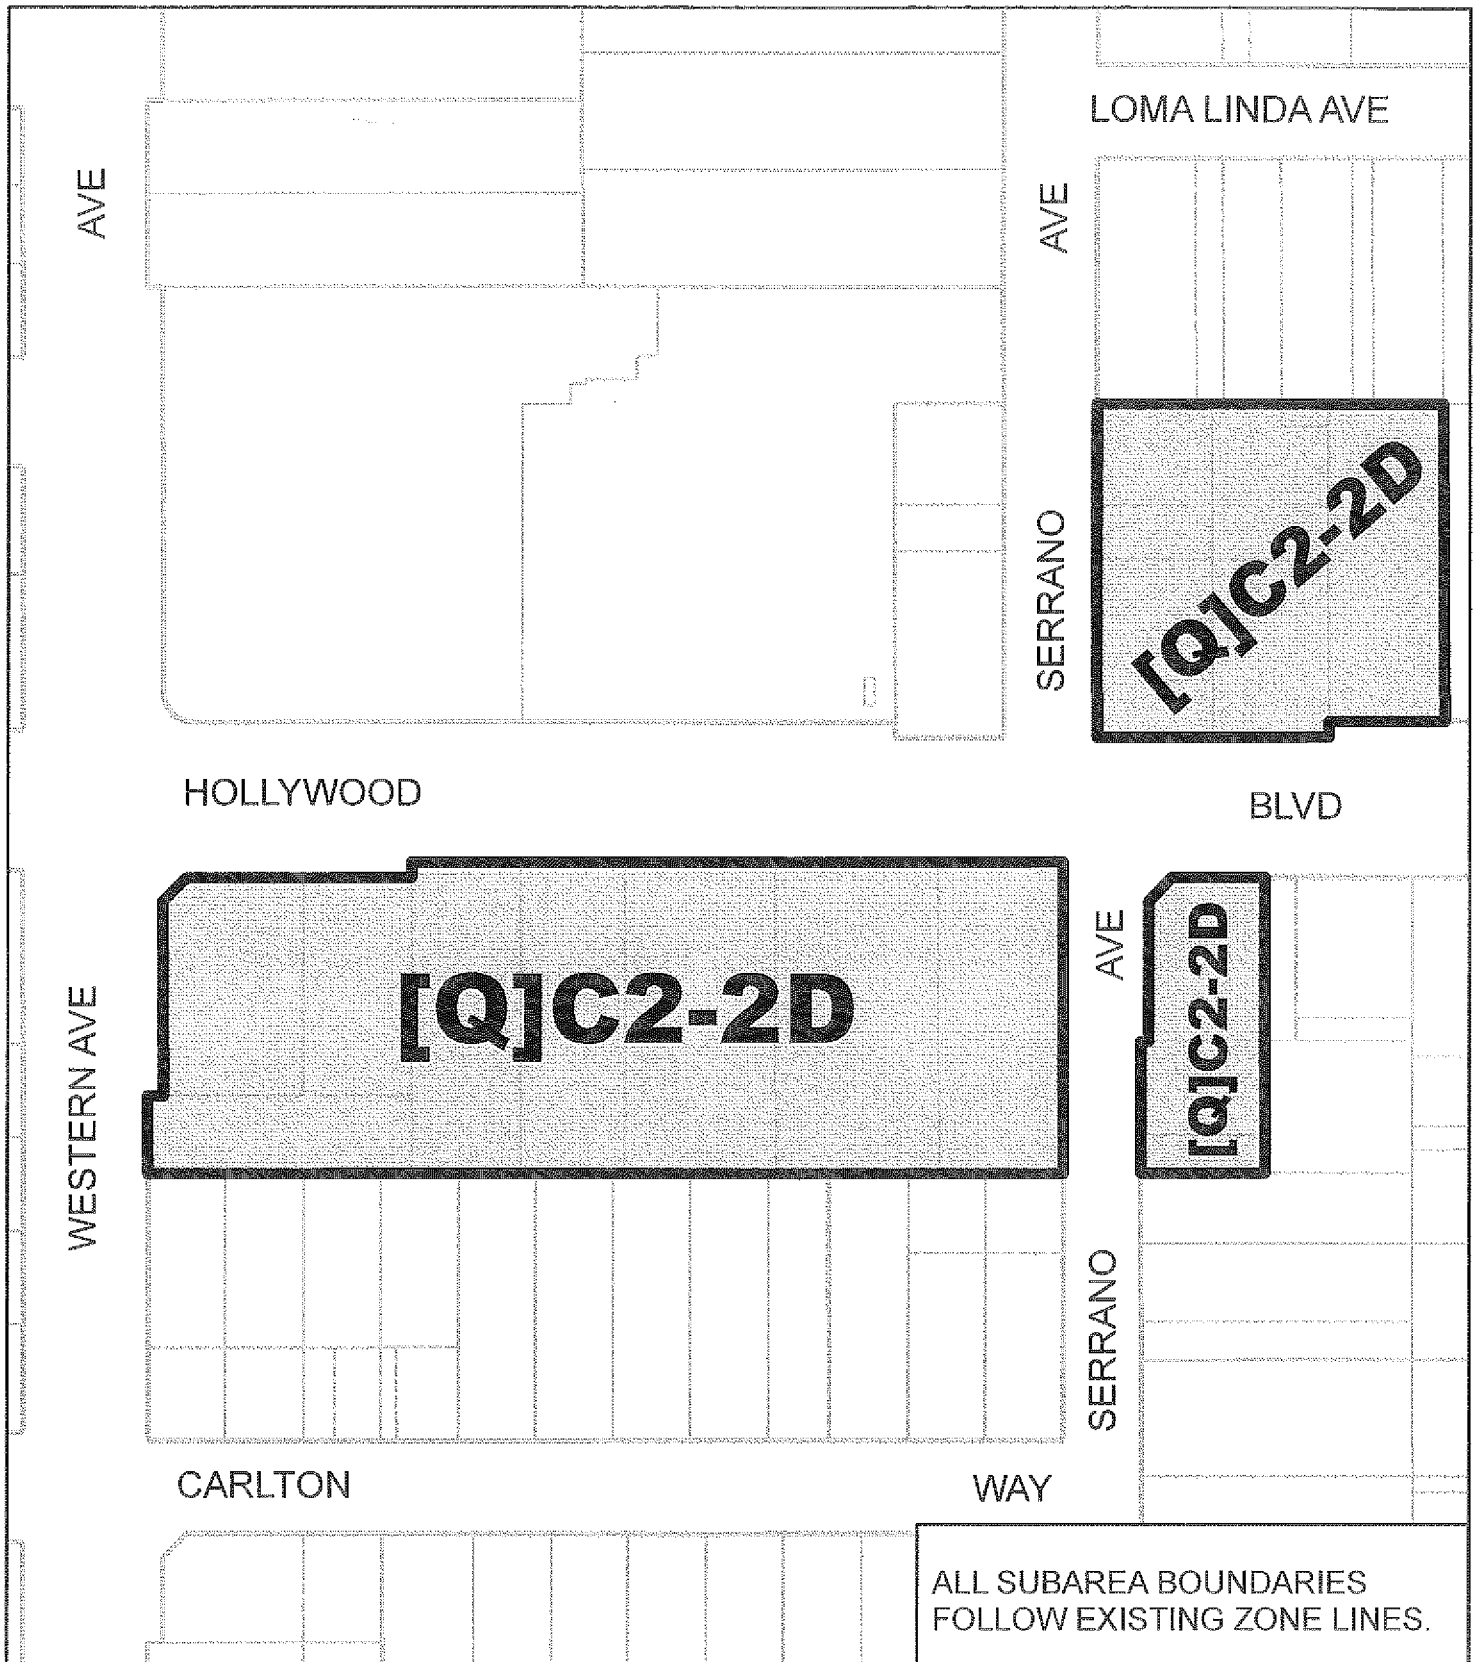 LOMA LINDA AVE
AVE
AVE
SERRANO
[Q]C2-2D
HOLLYWOOD
BLVD
[Q]C2-2D
AVE
[Q]C2-2D
WESTERN AVE
SERRANO
CARLTON
WAY
ALL SUBAREA BOUNDARIES
FOLLOW EXISTING ZONE LINES.